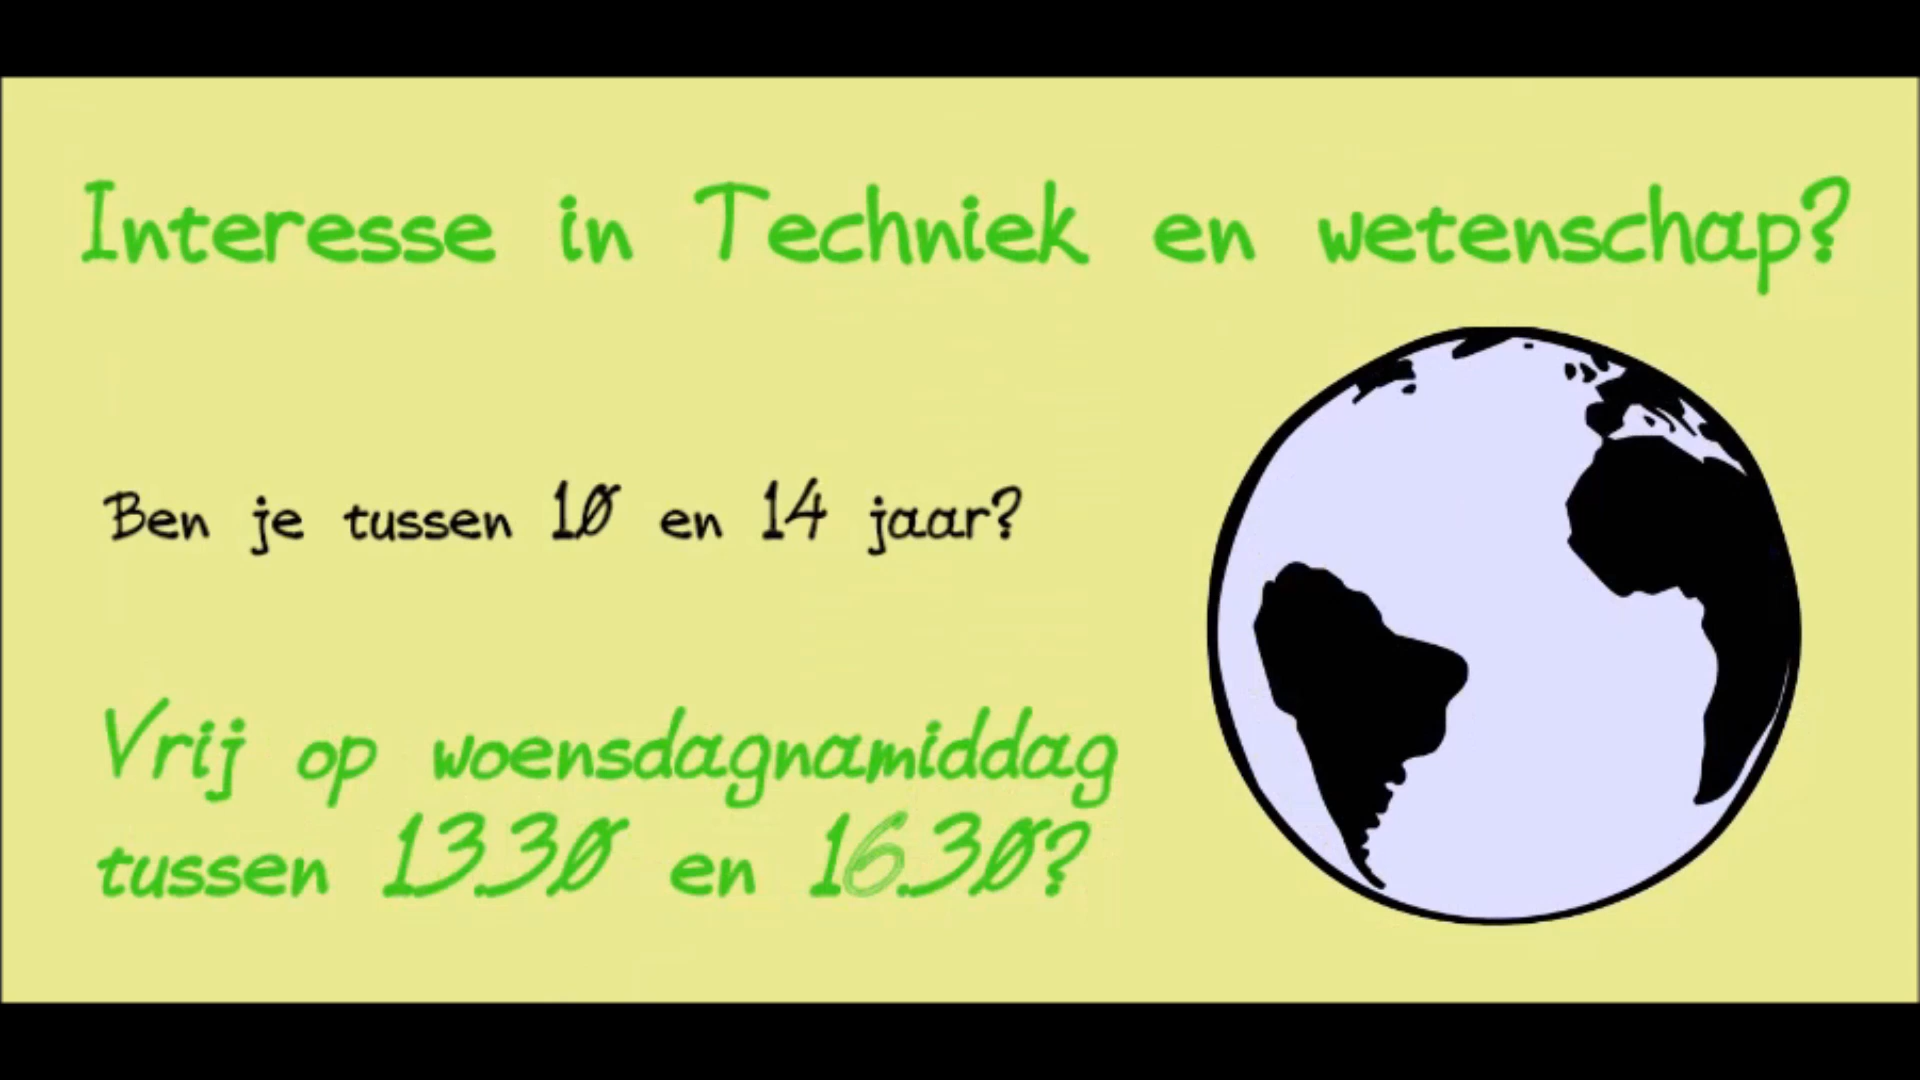 Interesse in Techniek en wetenschap?
Ben je tussen 10 en 14 jaar?
Vrij op woensdagnamiddag
tussen 13.30 en 16.30?